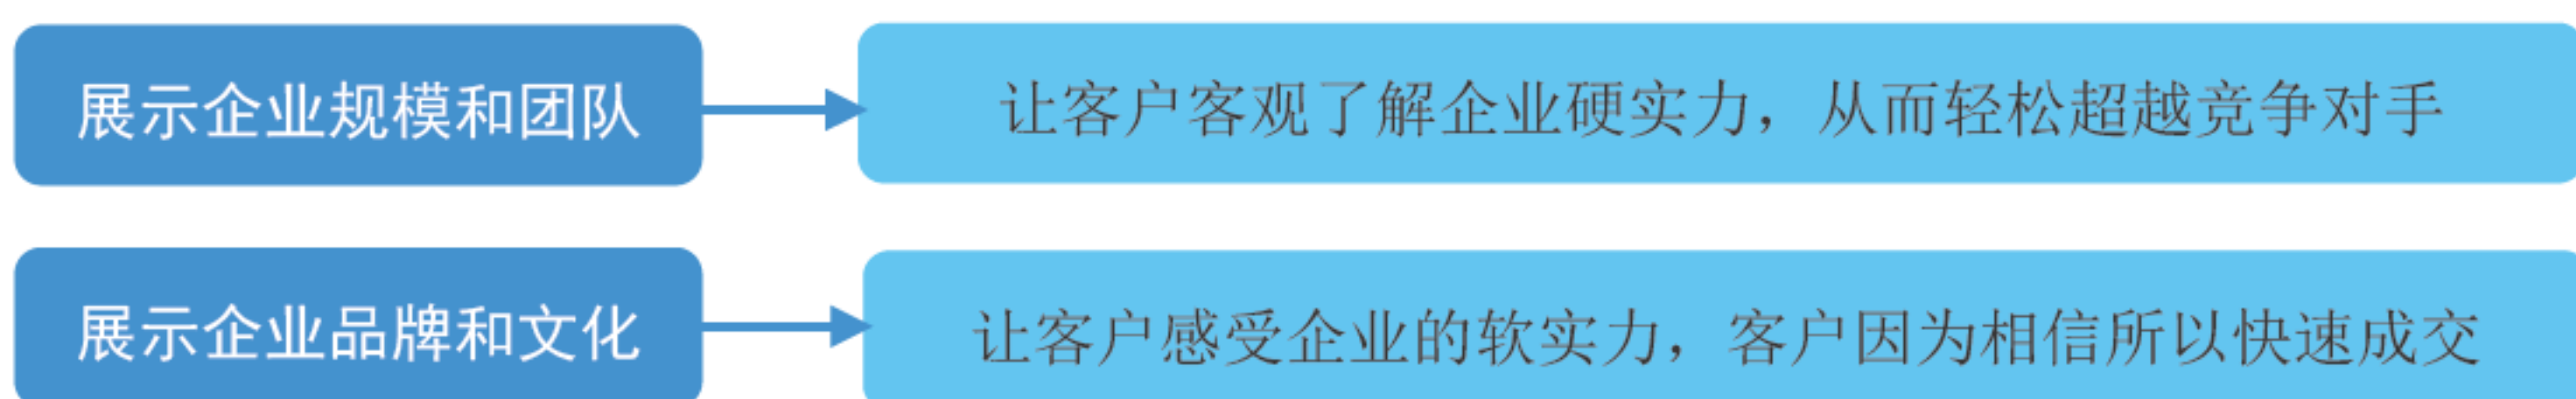 展示企业规模和团队
让客户客观了解企业硬实力，从而轻松超越竞争对手
展示企业品牌和文化
让客户感受企业的软实力，客户因为相信所以快速成交